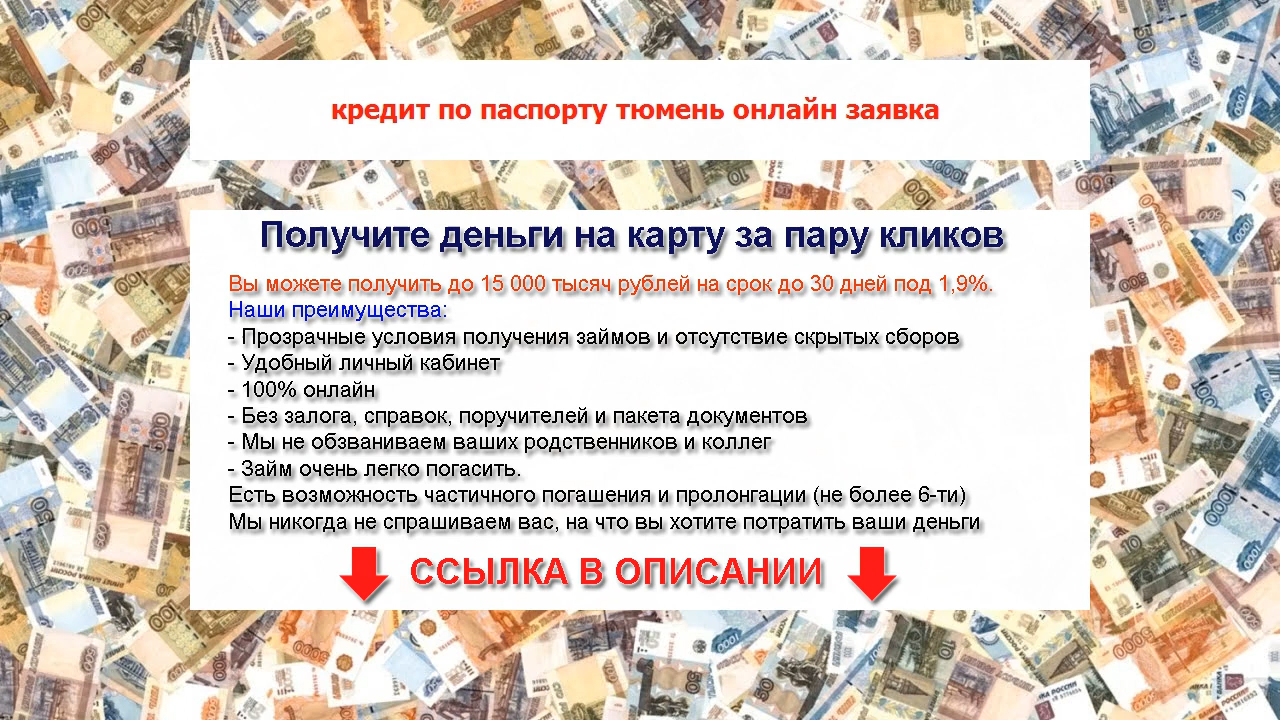 кредит по паспорту тюмень онлайн заявка
Получите деньги на карту за пару кликов
Вы можете получить до 15 000 тысяч рублей на срок до 30 дней под 1,9%.
Наши преимущества:
- Прозрачные условия получения займов и отсутствие скрытых сборов
- Удобный личный кабинет
- 100% онлайн
- Без залога, справок, поручителей и пакета документов
- Мы не обзваниваем ваших родственников и коллег
- Займ очень легко погасить.
Есть возможность частичного погашения и пролонгации (не более 6-ти)
Мы никогда не спрашиваем вас, на что вы хотите потратить ваши деньги
ССЫЛКА В ОПИСАНИИ